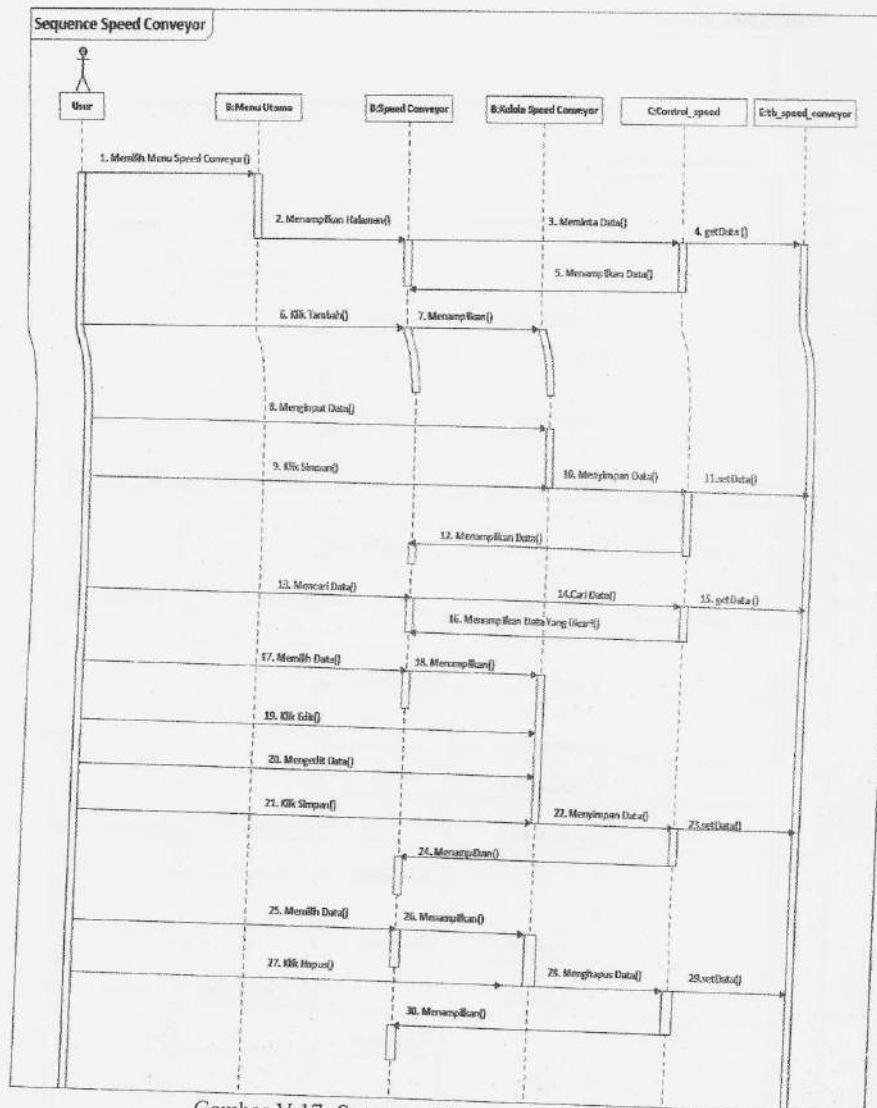 Sequence Speed Conveyor
User
B:Menu Utama
B:Speed Conveyor
B:Kelola Speed Conveyor
C:Control_speed
E:tb_speed_conveyor
1. Memilih Menu Speed Conveyor()
2. Menampilkan Halaman()
3. Meminta Data()
4. getData ()
5. Menampilkan Data()
6. Klik Tambah()
7. Menampilkan()
8. Menginput Data()
9. Klik Simpan()
10. Menyimpan Data()
11.setData()
12. Menampilkan Data()
13. Mencari Data()
14.Cari Data()
15. getData ()
16. Menampilkan Data Yang Dicari()
17. Memilih Data()
18. Menampilkan()
19. Klik Edit()
20. Mengedit Data()
21. Klik Simpan()
22. Menyimpan Data()
23.setData()
24. Menampilkan()
25. Memilih Data()
26. Menampilkan()
27. Klik Hapus()
28. Menghapus Data()
29.setData()
30. Menampilkan()
Gambar V.17.